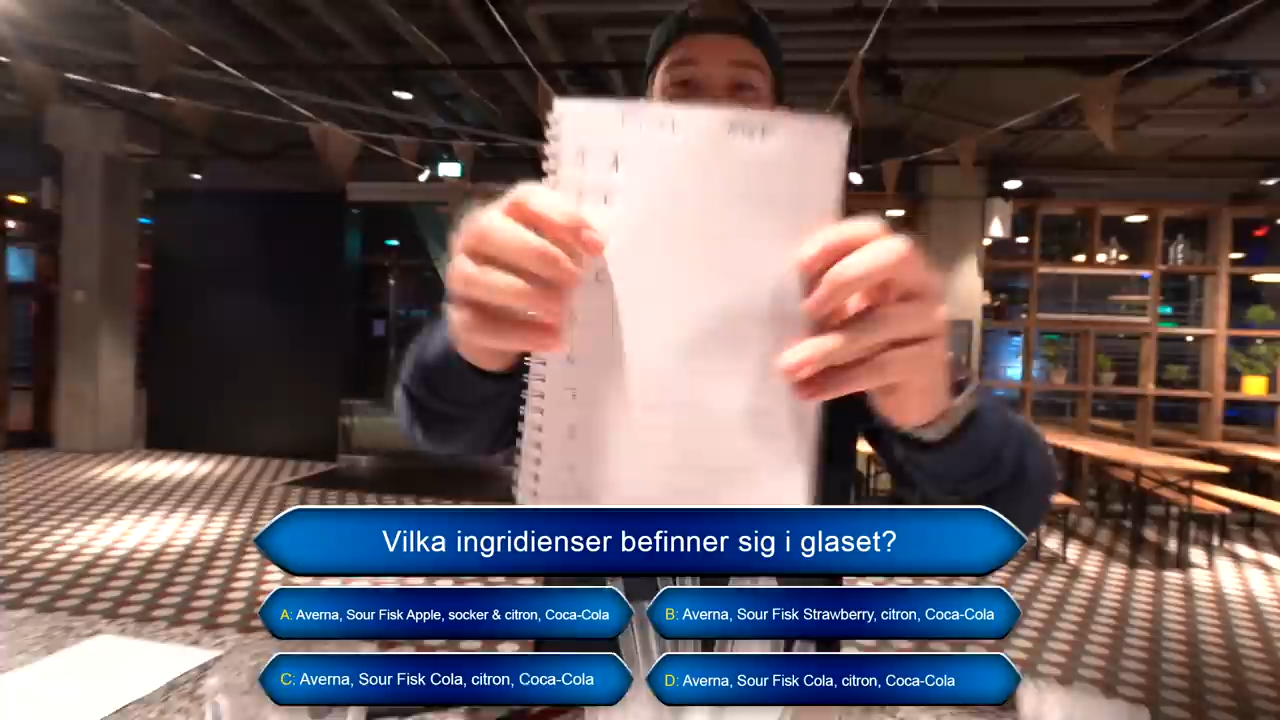 Vilka ingridienser befinner sig i glaset?
A: Averna, Sour Fisk Apple, socker & citron, Coca-Cola
B: Averna, Sour Fisk Strawberry, citron, Coca-Cola
C: Averna, Sour Fisk Cola, citron, Coca-Cola
D: Averna, Sour Fisk Cola, citron, Coca-Cola